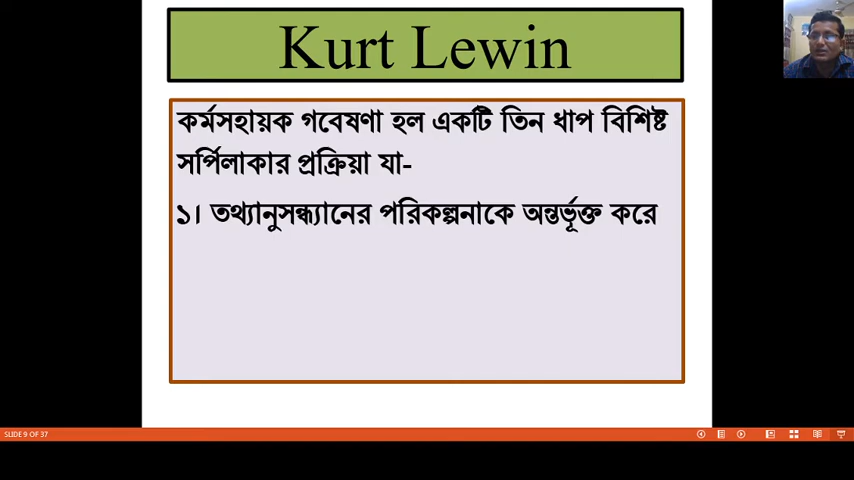 Kurt Lewin
কর্মসহায়ক গবেষণা হল একটি তিন ধাপ বিশিষ্ট
সর্পিলাকার প্রক্রিয়া যা-
১। তথ্যানুসন্ধ্যানের পরিকল্পনাকে অন্তর্ভূক্ত করে
SLIDE 9 OF 37